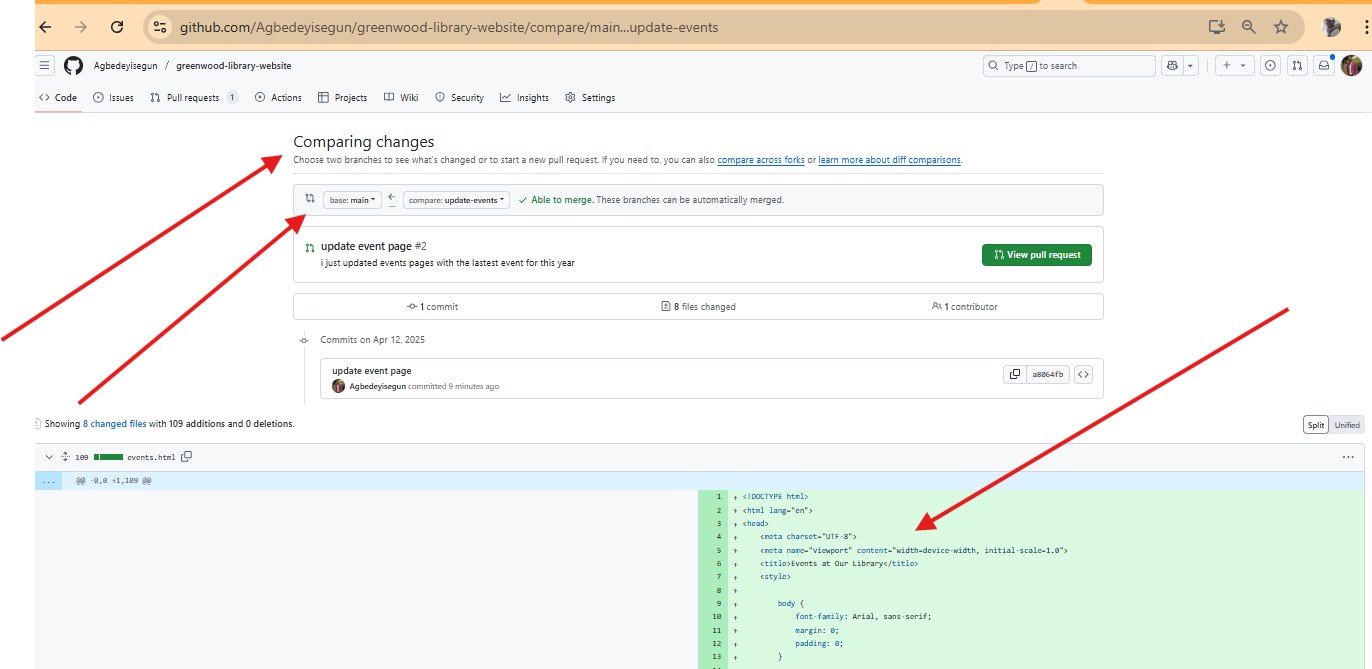 github.com/Agbedeyisegun/greenwood-library-website/compare/main...update-events
Agbedeyisegun / greenwood-library-website
Type / to search
Code Issues Pull requests 1 Actions Projects Wiki Security Insights Settings
Comparing changes
Choose two branches to see what's changed or to start a new pull request. If you need to, you can also compare across forks or learn more about diff comparisons.
base: main compare: update-events Able to merge. These branches can be automatically merged.
update event page #2
i just updated events pages with the lastest event for this year
View pull request
1 commit 8 files changed 1 contributor
Commits on Apr 12, 2025
update event page
Agbedeyisegun committed 9 minutes ago
a8064fb
Showing 8 changed files with 109 additions and 0 deletions.
Split Unified
109 events.html
... @@ -0,0 +1,109 @@
1 + <!DOCTYPE html>
2 + <html lang="en">
3 + <head>
4 + <meta charset="UTF-8">
5 + <meta name="viewport" content="width=device-width, initial-scale=1.0">
6 + <title>Events at Our Library</title>
7 + <style>
8 +
9 + body {
10 + font-family: Arial, sans-serif;
11 + margin: 0;
12 + padding: 0;
13 + }